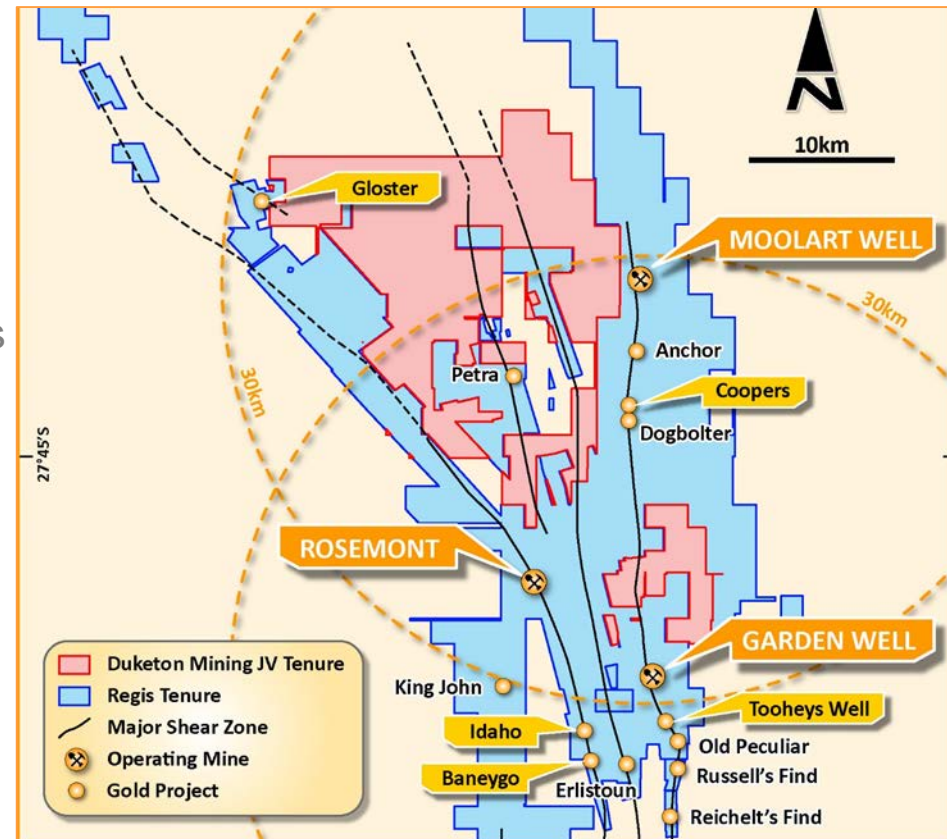 N
10km
Gloster
MOOLART WELL
30km
30km
Anchor
Petra
Coopers
Dogbolter
s
27°45'S
ROSEMONT
GARDEN WELL
Duketon Mining JV Tenure
Regis Tenure
Major Shear Zone
Operating Mine
Gold Project
King John
Tooheys Well
Idaho
Old Peculiar
Baneygo
Russell's Find
Erlistoun
Reichelt's Find